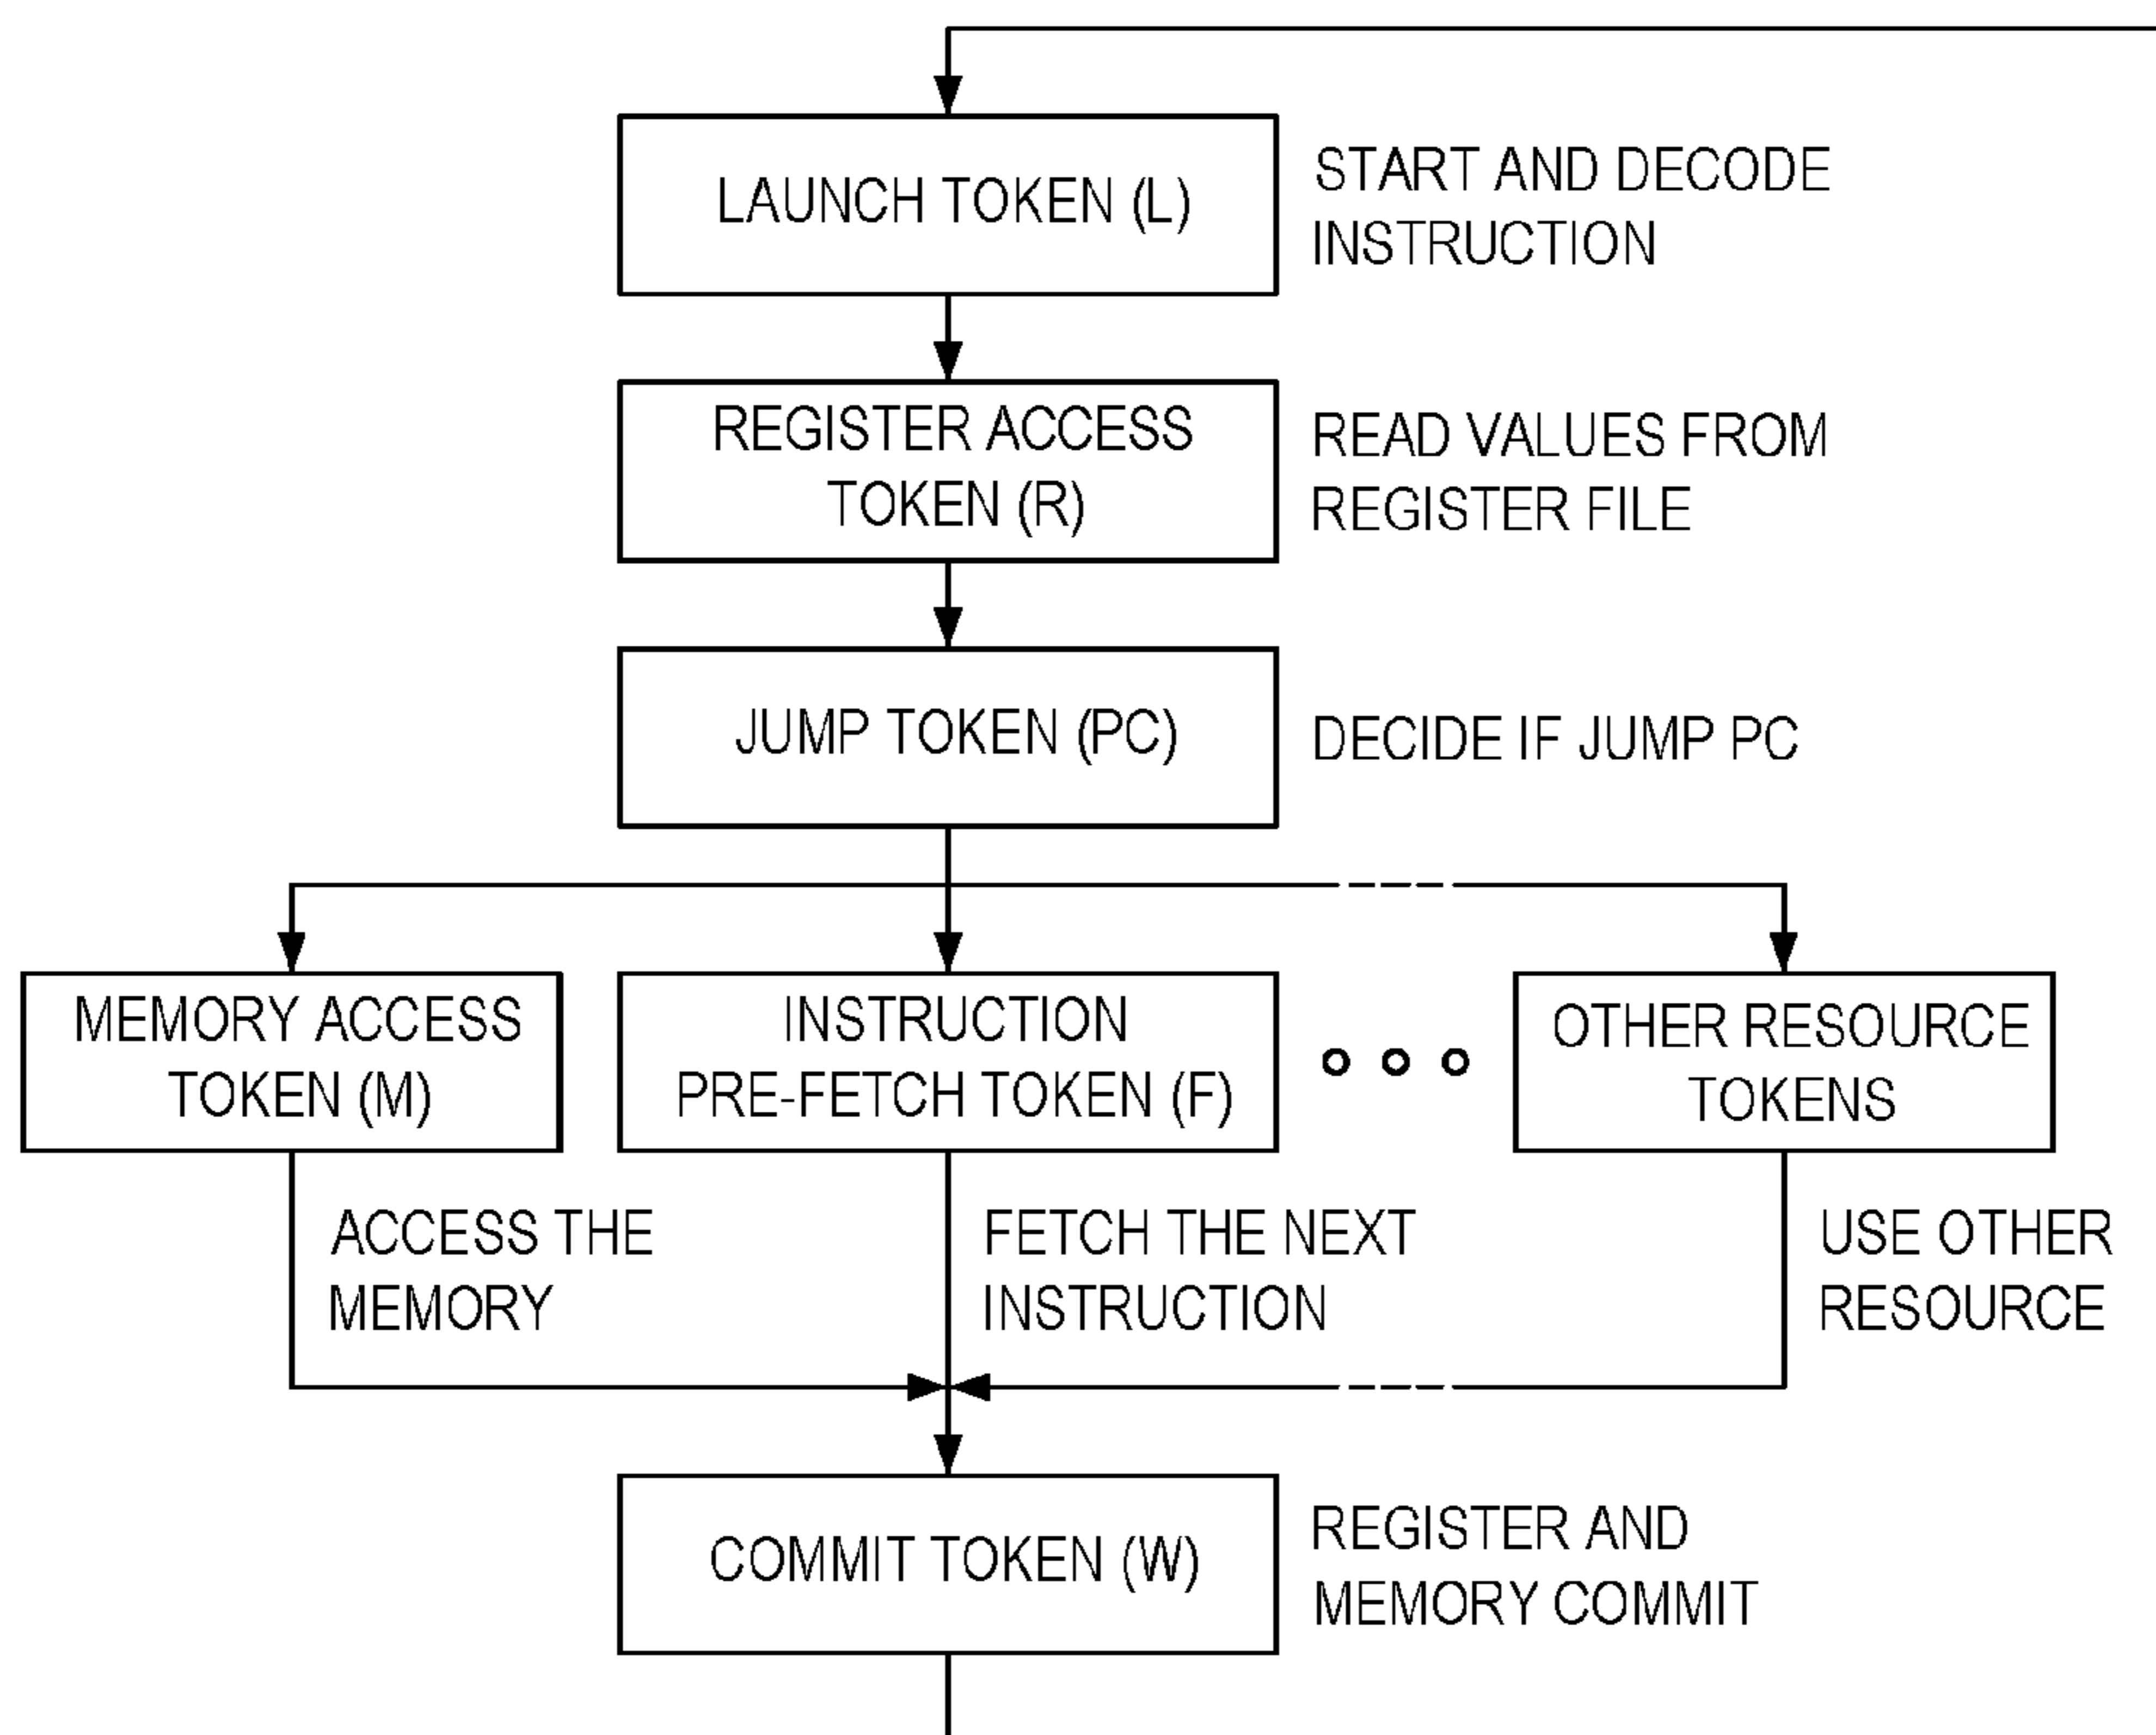 LAUNCH TOKEN (L)
START AND DECODE
INSTRUCTION
REGISTER ACCESS
TOKEN (R)
READ VALUES FROM
REGISTER FILE
JUMP TOKEN (PC)
DECIDE IF JUMP PC
MEMORY ACCESS
TOKEN (M)
INSTRUCTION
PRE-FETCH TOKEN (F)
OTHER RESOURCE
TOKENS
ACCESS THE
MEMORY
FETCH THE NEXT
INSTRUCTION
USE OTHER
RESOURCE
COMMIT TOKEN (W)
REGISTER AND
MEMORY COMMIT